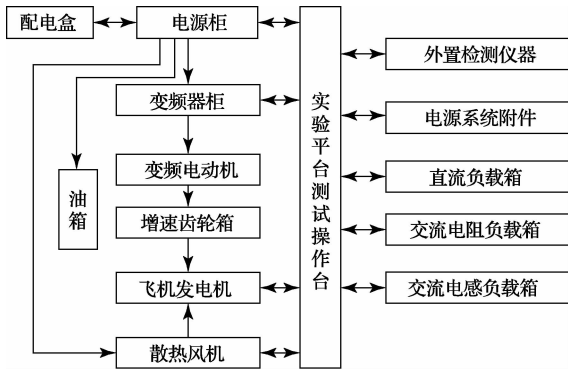 配电盒
电源柜
变频器柜
变频电动机
增速齿轮箱
飞机发电机
散热风机
油箱
实验平台测试操作台
外置检测仪器
电源系统附件
直流负载箱
交流电阻负载箱
交流电感负载箱